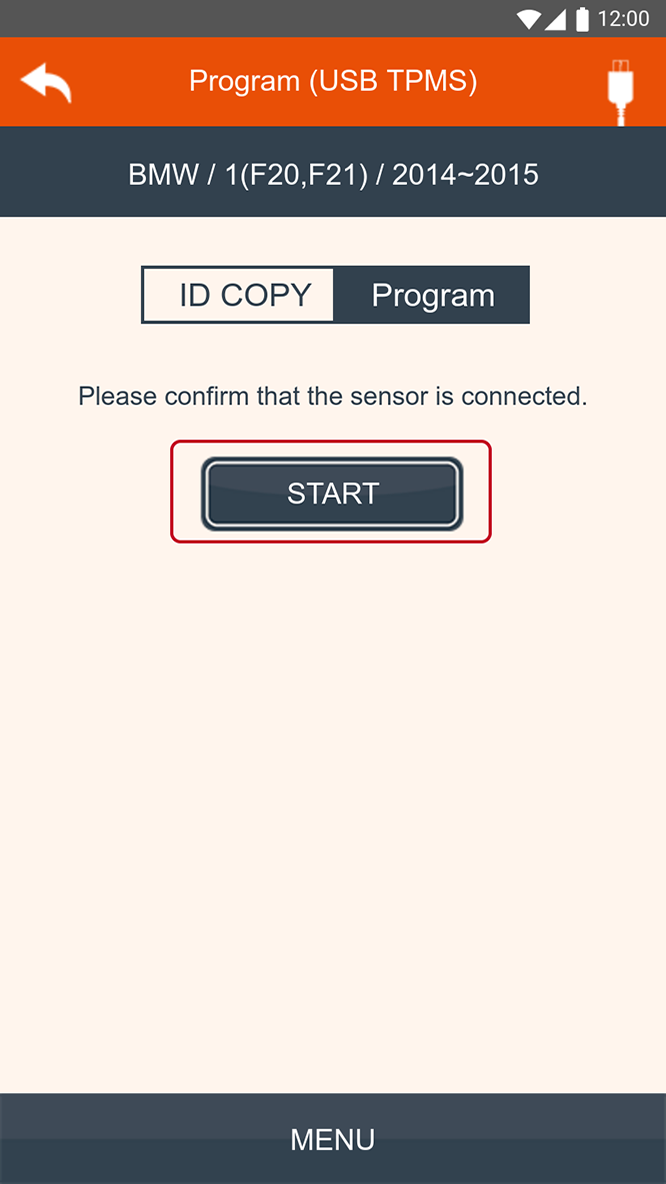 12:00
Program (USB TPMS)
BMW / 1(F20,F21) / 2014~2015
ID COPY Program
Please confirm that the sensor is connected.
START
MENU